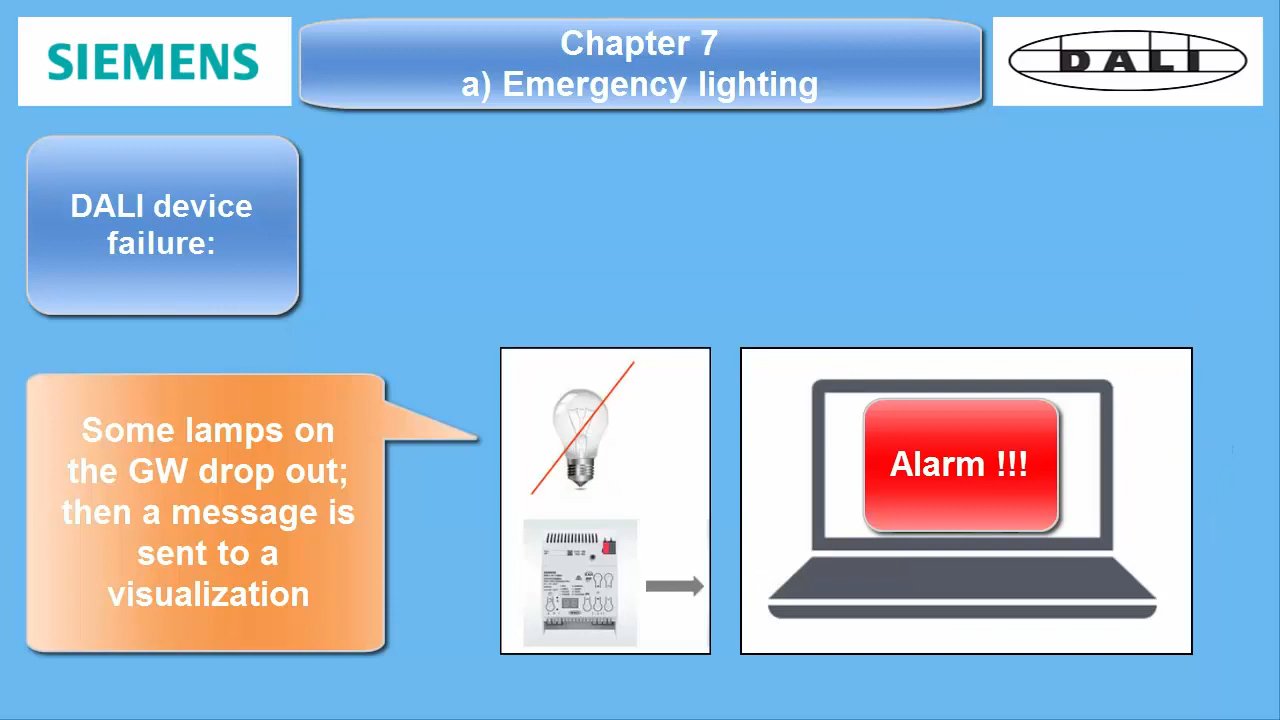 SIEMENS
Chapter 7
a) Emergency lighting
DALI
DALI device
failure:
Some lamps on
the GW drop out;
then a message is
sent to a
visualization
Alarm !!!